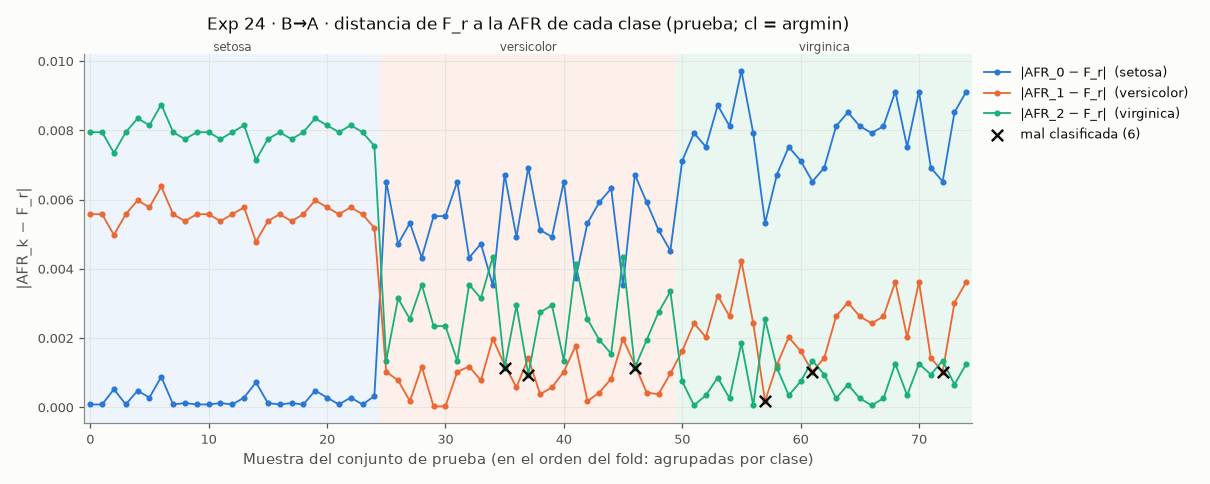 Exp 24 · B→A · distancia de F_r a la AFR de cada clase (prueba; cl = argmin)
setosa versicolor virginica
|AFR_0 − F_r| (setosa)
|AFR_1 − F_r| (versicolor)
|AFR_2 − F_r| (virginica)
mal clasificada (6)
|AFR_k − F_r|
0.010
0.008
0.006
0.004
0.002
0.000
0 10 20 30 40 50 60 70
Muestra del conjunto de prueba (en el orden del fold: agrupadas por clase)